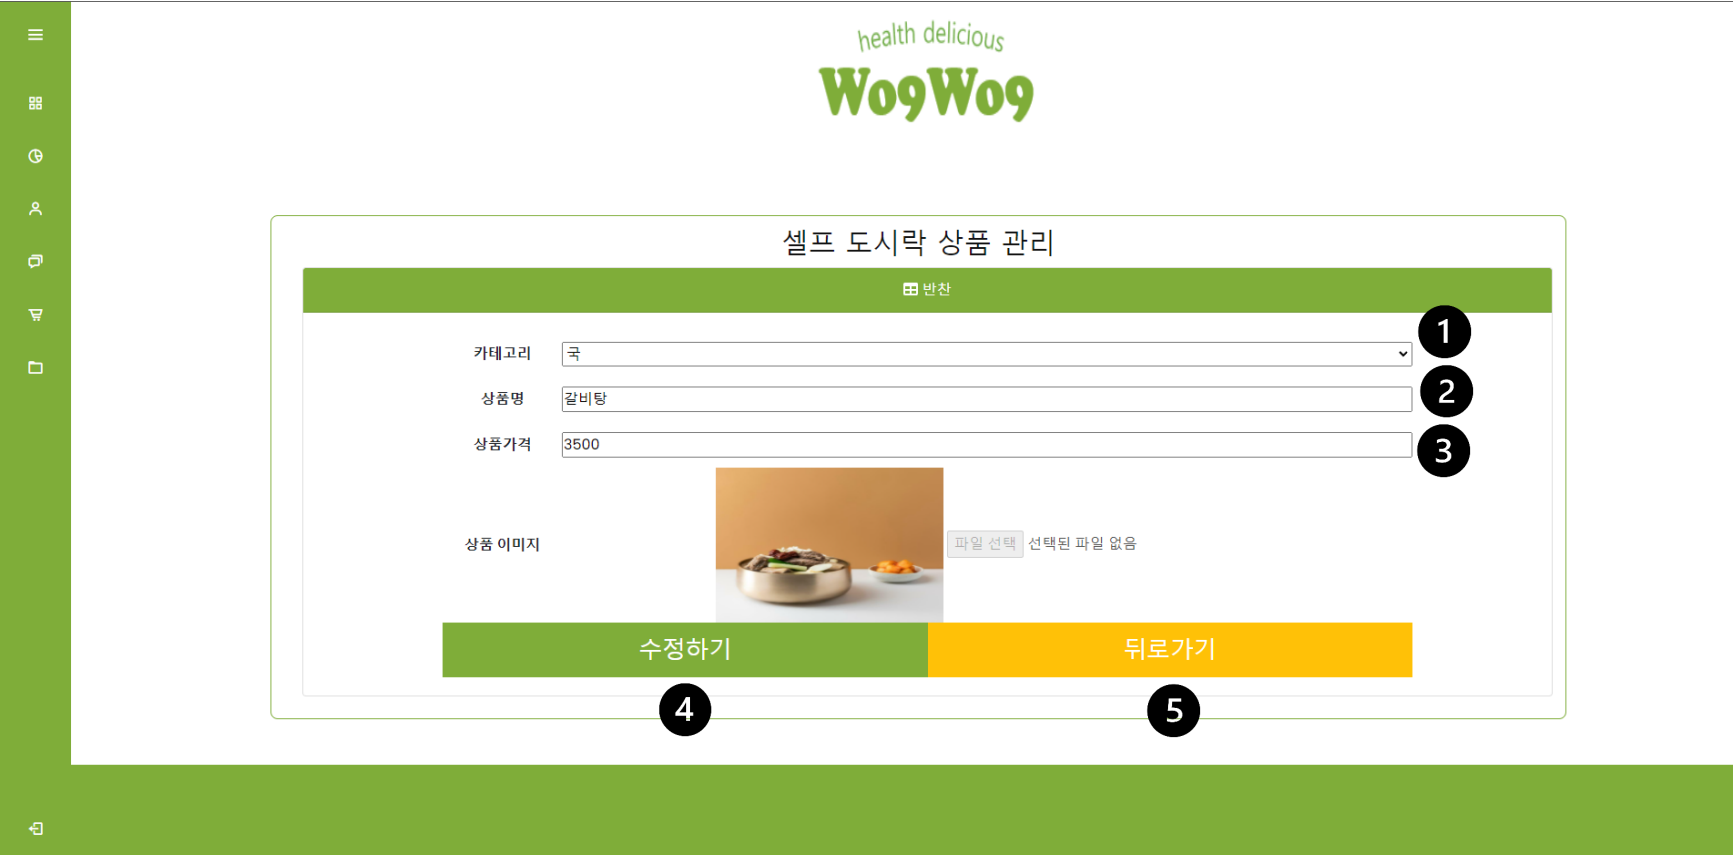 health delicious
Wo9Wo9
셀프 도시락 상품 관리
반찬
1
카테고리 국
2
상품명 갈비탕
상품가격 3500
3
상품 이미지 파일 선택 선택된 파일 없음
수정하기 뒤로가기
4 5